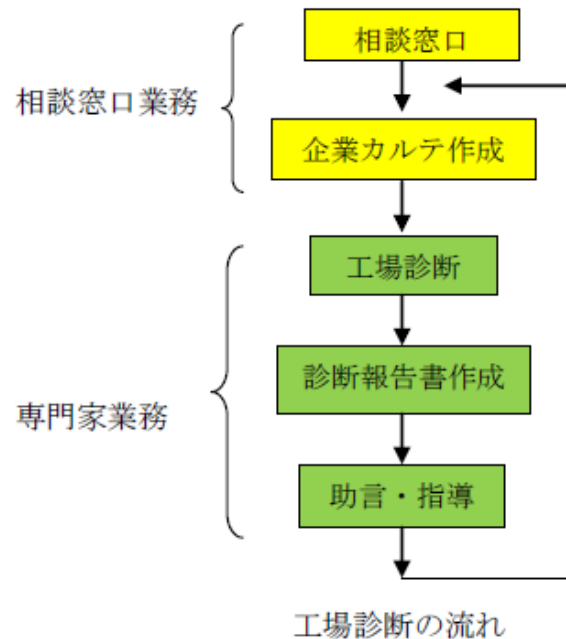 相談窓口
相談窓口業務
企業カルテ作成
工場診断
診断報告書作成
専門家業務
助言・指導
工場診断の流れ